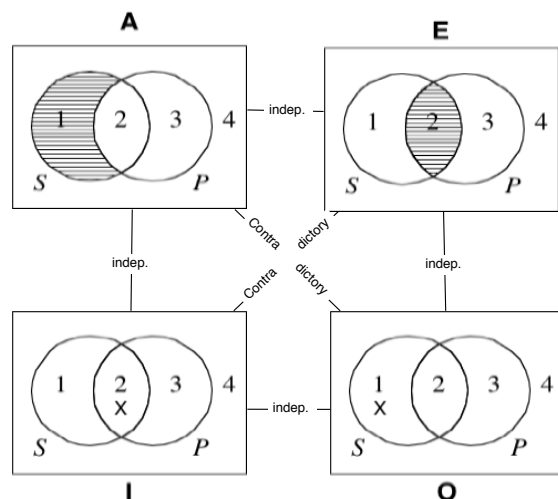 A E
1 2 3 4 1 2 3 4
S P S P
indep.
Contra dictory
indep. indep.
Contra dictory
1 2 3 4 1 2 3 4
X X
S P S P
indep.
I O